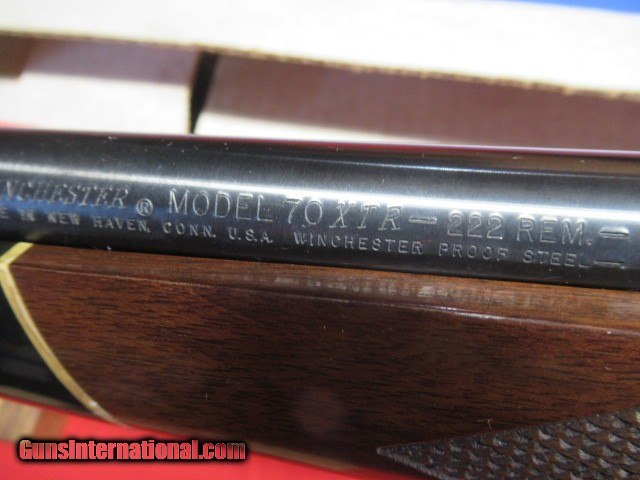 NCHESTER ® MODEL 70 XTR — 222 REM. —
IN NEW HAVEN, CONN. U.S.A. WINCHESTER PROOF STEEL —
GunsInternational.com